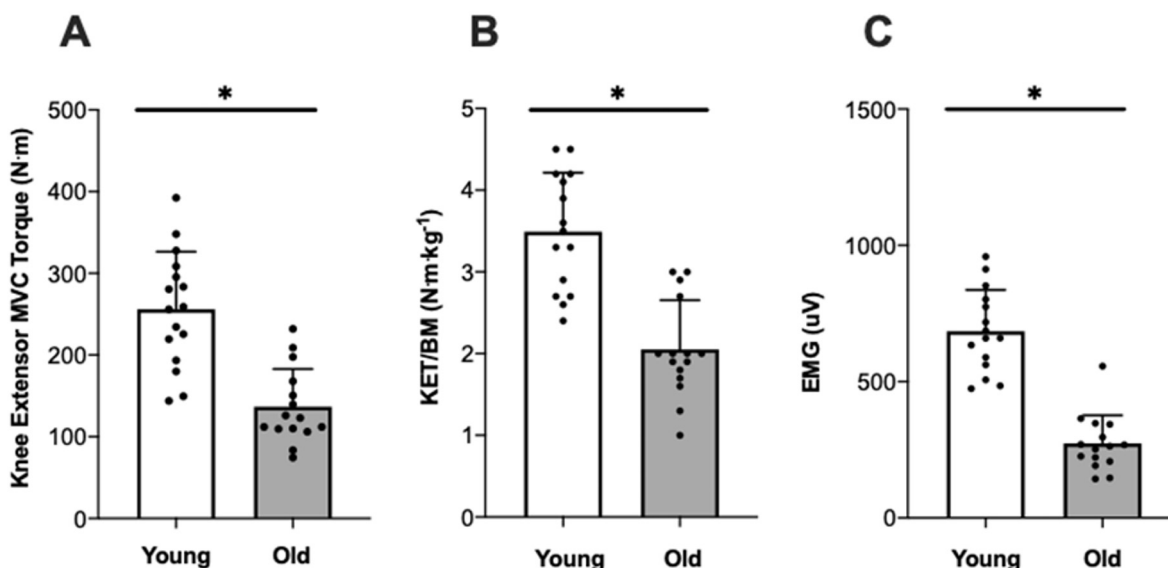 A
*
Knee Extensor MVC Torque (N·m)
500
400
300
200
100
0
Young Old
B
*
KET/BM (N·m·kg⁻¹)
5
4
3
2
1
0
Young Old
C
*
EMG (uV)
1500
1000
500
0
Young Old